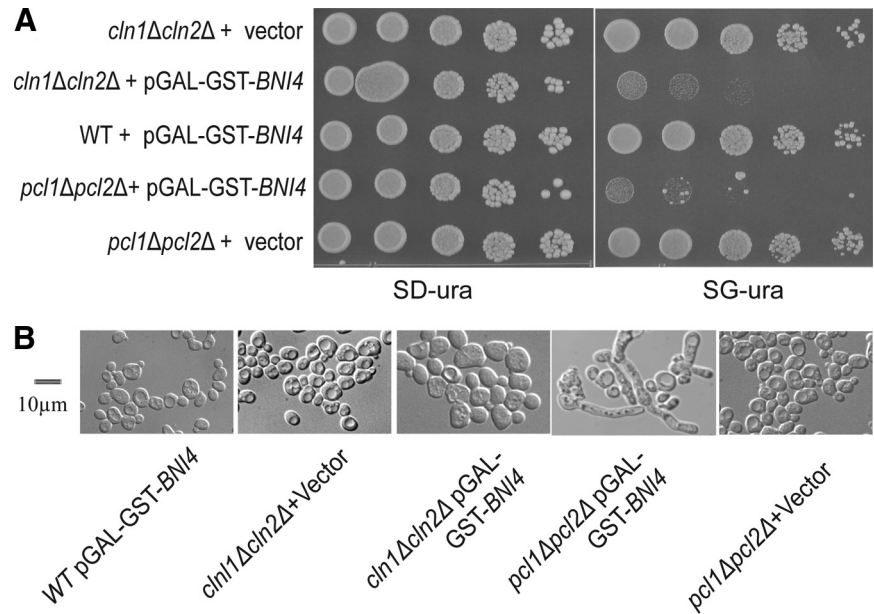 A
cln1Δcln2Δ + vector
cln1Δcln2Δ + pGAL-GST-BNI4
WT + pGAL-GST-BNI4
pcl1Δpcl2Δ+ pGAL-GST-BNI4
pcl1Δpcl2Δ + vector
SD-ura
SG-ura
B
10µm
WT pGAL-GST-BNI4
cln1Δcln2Δ+Vector
cln1Δcln2Δ pGAL-
GST-BNI4
pcl1Δpcl2Δ pGAL-
GST-BNI4
pcl1Δpcl2Δ+Vector